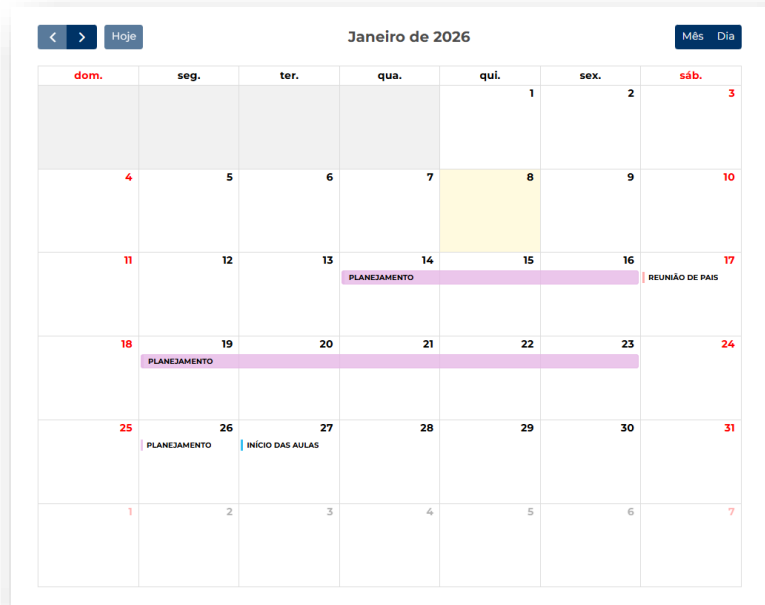 Hoje Janeiro de 2026 Mês Dia
dom. seg. ter. qua. qui. sex. sáb.
1 2 3
4 5 6 7 8 9 10
11 12 13 14 15 16 17
PLANEJAMENTO REUNIÃO DE PAIS
18 19 20 21 22 23 24
PLANEJAMENTO
25 26 27 28 29 30 31
PLANEJAMENTO INÍCIO DAS AULAS
1 2 3 4 5 6 7